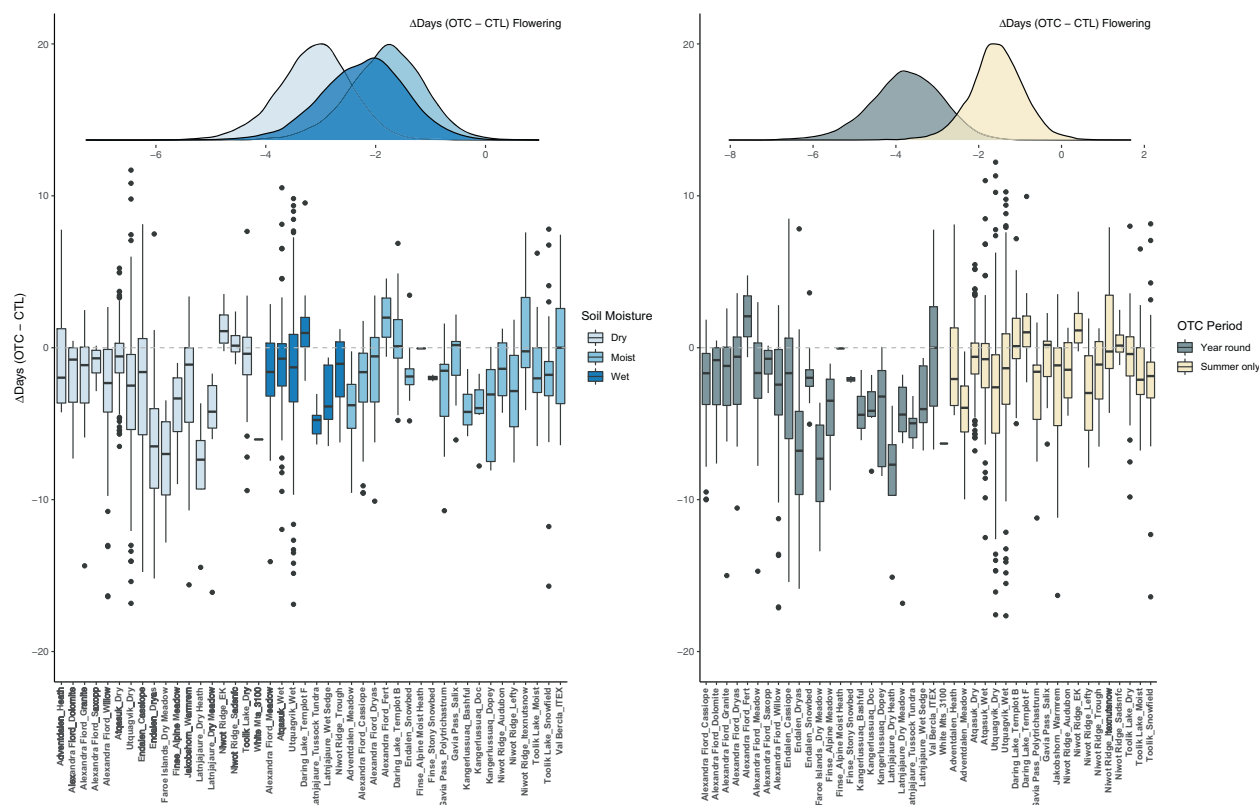 ΔDays (OTC − CTL) Flowering
20
10
0
−10
−20
ΔDays (OTC − CTL)
−6
−4
−2
0
Soil Moisture
Dry
Moist
Wet
Adventdalen_Heath
Alexandra Fiord_Dolomite
Alexandra Fiord_Granite
Alexandra Fiord_Saxopp
Alexandra Fiord_Willow
Atqasuk_Dry
Utqiagvik_Dry
Endalen_Cassiope
Endalen_Dryas
Faroe Islands_Dry Meadow
Finse_Alpine Meadow
Jakobshorn_Warmrem
Latnjajaure_Dry Heath
Latnjajaure_Dry Meadow
Niwot Ridge_EK
Niwot Ridge_Sadsnfc
Toolik Lake_Dry
White Mts_3100
Alexandra Fiord_Meadow
Atqasuk_Wet
Utqiagvik_Wet
Daring Lake_Templot F
Latnjajaure_Tussock Tundra
Latnjajaure_Wet Sedge
Niwot Ridge_Trough
Adventdalen_Meadow
Alexandra Fiord_Cassiope
Alexandra Fiord_Dryas
Alexandra Fiord_Fert
Daring Lake_Templot B
Endalen_Snowbed
Finse_Alpine Moist Heath
Finse_Stony Snowbed
Gavia Pass_Polytrichastrum
Gavia Pass_Salix
Kangerlussuaq_Bashful
Kangerlussuaq_Doc
Kangerlussuaq_Dopey
Niwot Ridge_Audubon
Niwot Ridge_Lefty
Niwot Ridge_Itexnutsnow
Toolik Lake_Moist
Toolik Lake_Snowfield
Val Bercla_ITEX
ΔDays (OTC − CTL) Flowering
20
10
0
−10
−20
−8
−6
−4
−2
0
2
OTC Period
Year round
Summer only
Alexandra Fiord_Cassiope
Alexandra Fiord_Dolomite
Alexandra Fiord_Granite
Alexandra Fiord_Dryas
Alexandra Fiord_Fert
Alexandra Fiord_Meadow
Alexandra Fiord_Saxopp
Alexandra Fiord_Willow
Endalen_Cassiope
Endalen_Dryas
Endalen_Snowbed
Faroe Islands_Dry Meadow
Finse_Alpine Meadow
Finse_Alpine Moist Heath
Finse_Stony Snowbed
Kangerlussuaq_Bashful
Kangerlussuaq_Doc
Kangerlussuaq_Dopey
Latnjajaure_Dry Heath
Latnjajaure_Dry Meadow
Latnjajaure_Tussock Tundra
Latnjajaure_Wet Sedge
Val Bercla_ITEX
White Mts_3100
Adventdalen_Heath
Adventdalen_Meadow
Atqasuk_Dry
Atqasuk_Wet
Utqiagvik_Dry
Utqiagvik_Wet
Daring Lake_Templot B
Daring Lake_Templot F
Gavia Pass_Polytrichastrum
Gavia Pass_Salix
Jakobshorn_Warmrem
Niwot Ridge_Audubon
Niwot Ridge_EK
Niwot Ridge_Lefty
Niwot Ridge_Trough
Niwot Ridge_Itexnutsnow
Niwot Ridge_Sadsnfc
Toolik Lake_Dry
Toolik Lake_Moist
Toolik Lake_Snowfield